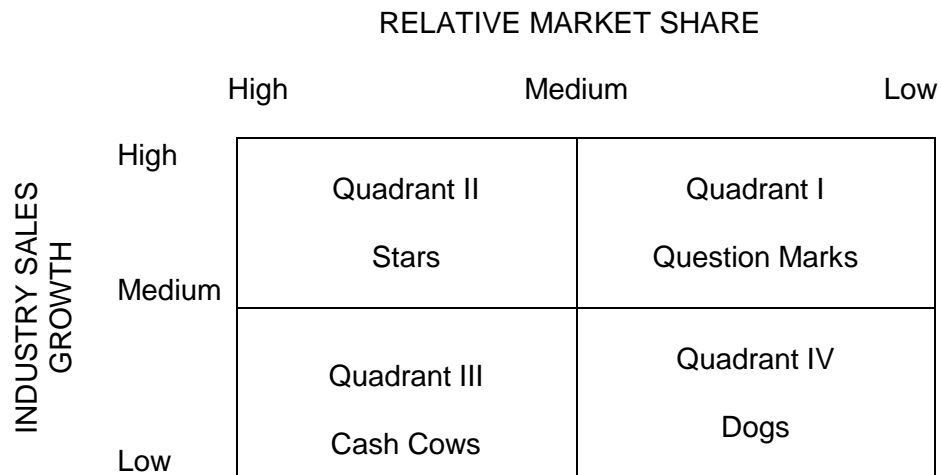 RELATIVE MARKET SHARE
High Medium Low
INDUSTRY SALES
GROWTH
High
Quadrant II
Stars
Quadrant I
Question Marks
Medium
Quadrant III
Cash Cows
Quadrant IV
Dogs
Low